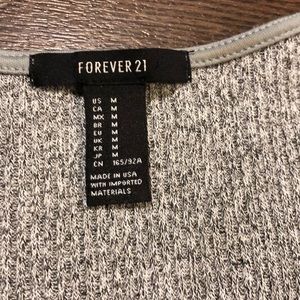 FOREVER 21
US M
CA M
MX M
BR M
EU M
UK M
KR M
JP M
CN 165/92A
MADE IN USA
WITH IMPORTED
MATERIALS